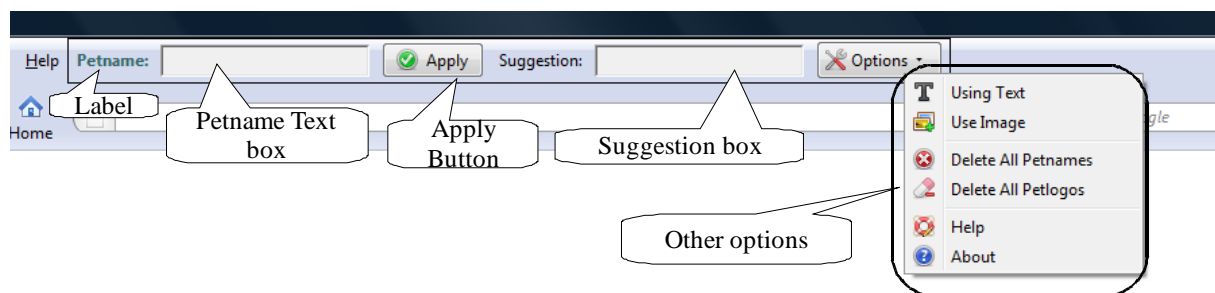 Help Petname: Apply Suggestion: Options
Label
Petname Text
box
Apply
Button
Suggestion box
Home
Using Text
Use Image
Delete All Petnames
Delete All Petlogos
Help
About
Other options